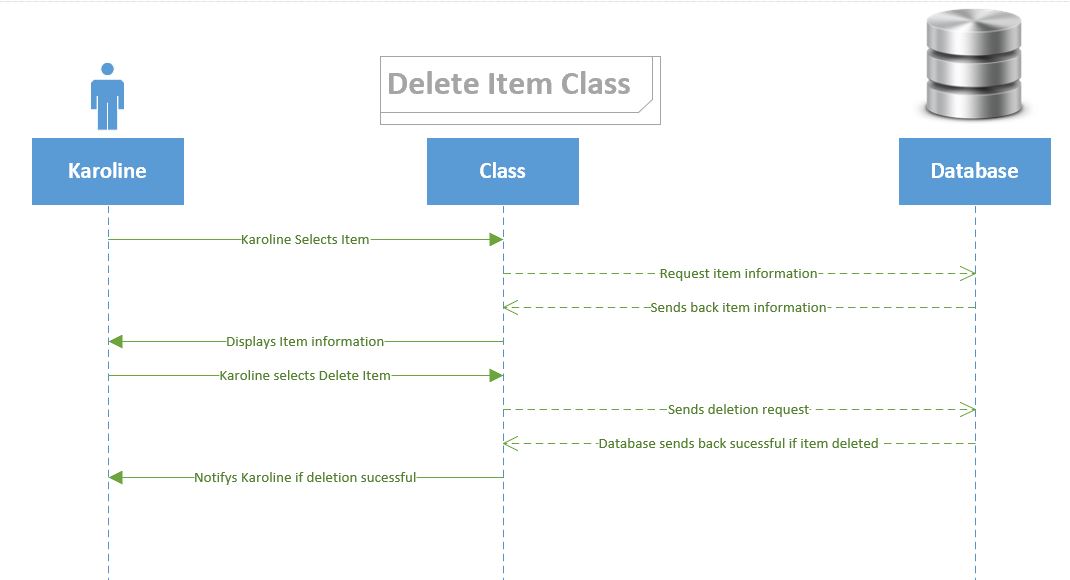 Delete Item Class
Karoline
Class
Database
Karoline Selects Item
Request item information
Sends back item information
Displays Item information
Karoline selects Delete Item
Sends deletion request
Database sends back sucessful if item deleted
Notifys Karoline if deletion sucessful